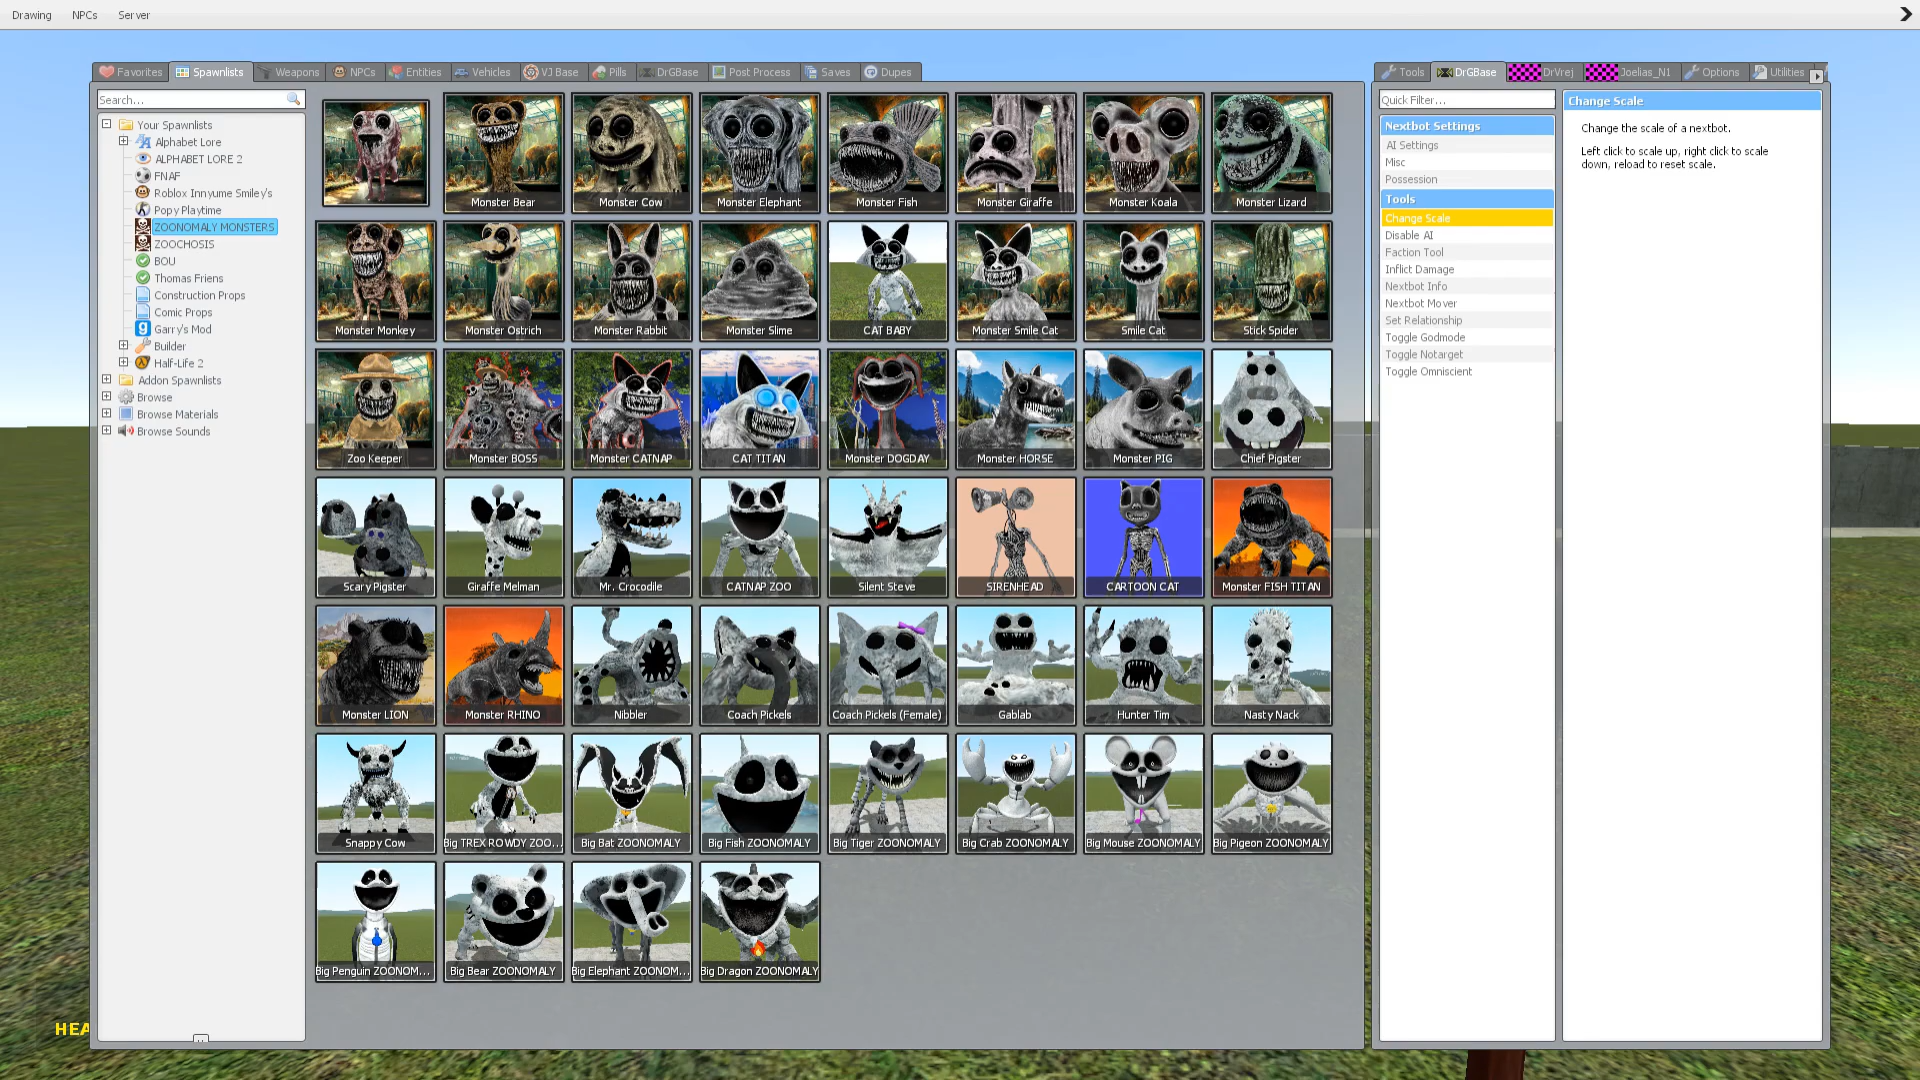 Drawing NPCs Server
Favorites Spawnlists Weapons NPCs Entities Vehicles VJ Base Pills DrGBase Post Process Saves Dupes
Tools DrGBase DrVrej Joelias_N1 Options Utilities
Search...
Your Spawnlists
Alphabet Lore
ALPHABET LORE 2
FNAF
Roblox Innyume Smiley's
Popy Playtime
ZOONOMALY MONSTERS
ZOOCHOSIS
BOU
Thomas Friens
Construction Props
Comic Props
Garry's Mod
Builder
Half-Life 2
Addon Spawnlists
Browse
Browse Materials
Browse Sounds
Monster Bear Monster Cow Monster Elephant Monster Fish Monster Giraffe Monster Koala Monster Lizard
Monster Monkey Monster Ostrich Monster Rabbit Monster Slime CAT BABY Monster Smile Cat Smile Cat Stick Spider
Zoo Keeper Monster BOSS Monster CATNAP CAT TITAN Monster DOGDAY Monster HORSE Monster PIG Chief Pigster
Scary Pigster Giraffe Melman Mr. Crocodile CATNAP ZOO Silent Steve SIRENHEAD CARTOON CAT Monster FISH TITAN
Monster LION Monster RHINO Nibbler Coach Pickels Coach Pickels (Female) Gablab Hunter Tim Nasty Nack
Snappy Cow Big TREX ROWDY ZOO... Big Bat ZOONOMALY Big Fish ZOONOMALY Big Tiger ZOONOMALY Big Crab ZOONOMALY Big Mouse ZOONOMALY Big Pigeon ZOONOMALY
Big Penguin ZOONOM... Big Bear ZOONOMALY Big Elephant ZOONOM... Big Dragon ZOONOMALY
Quick Filter...
Nextbot Settings
AI Settings
Misc
Possession
Tools
Change Scale
Disable AI
Faction Tool
Inflict Damage
Nextbot Info
Nextbot Mover
Set Relationship
Toggle Godmode
Toggle Notarget
Toggle Omniscient
Change Scale
Change the scale of a nextbot.
Left click to scale up, right click to scale
down, reload to reset scale.
HEA